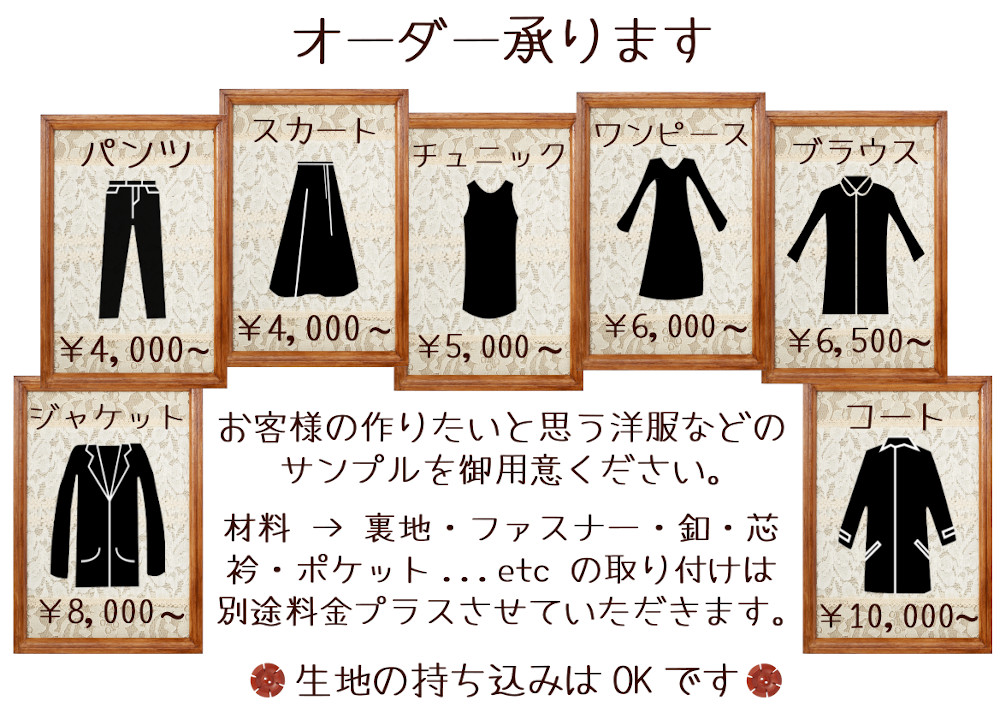 オーダー承ります
パンツ
¥4,000~
スカート
¥4,000~
チュニック
¥5,000~
ワンピース
¥6,000~
ブラウス
¥6,500~
ジャケット
¥8,000~
コート
¥10,000~
お客様の作りたいと思う洋服などの
サンプルを御用意ください。
材料 → 裏地・ファスナー・釦・芯
衿・ポケット...etc の取り付けは
別途料金プラスさせていただきます。
生地の持ち込みは OK です